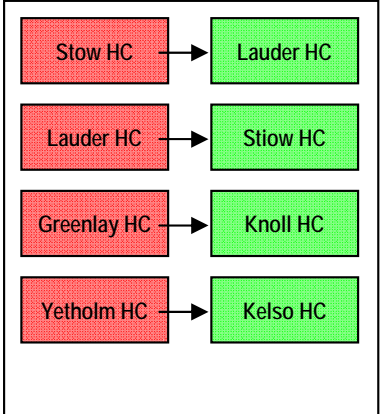 Stow HC Lauder HC
Lauder HC Stiow HC
Greenlay HC Knoll HC
Yetholm HC Kelso HC